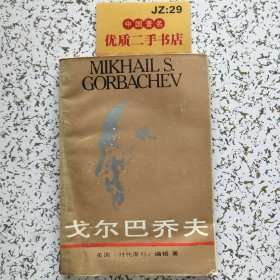 JZ:29
中国著名
优质二手书店
MIKHAIL S.
GORBACHEV
戈尔巴乔夫
美国《时代周刊》编辑 著